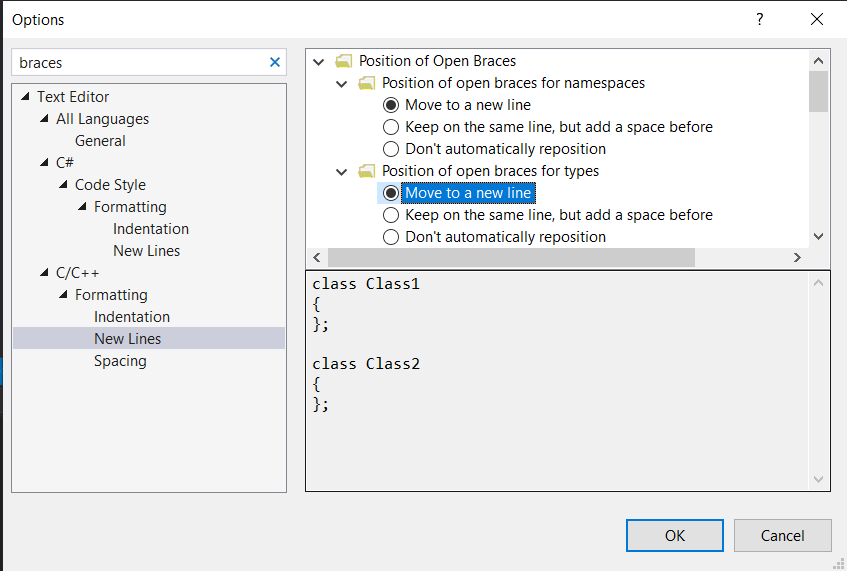 Options
?
braces
Text Editor
All Languages
General
C#
Code Style
Formatting
Indentation
New Lines
C/C++
Formatting
Indentation
New Lines
Spacing
Position of Open Braces
Position of open braces for namespaces
Move to a new line
Keep on the same line, but add a space before
Don't automatically reposition
Position of open braces for types
Move to a new line
Keep on the same line, but add a space before
Don't automatically reposition
class Class1
{
};
class Class2
{
};
OK
Cancel